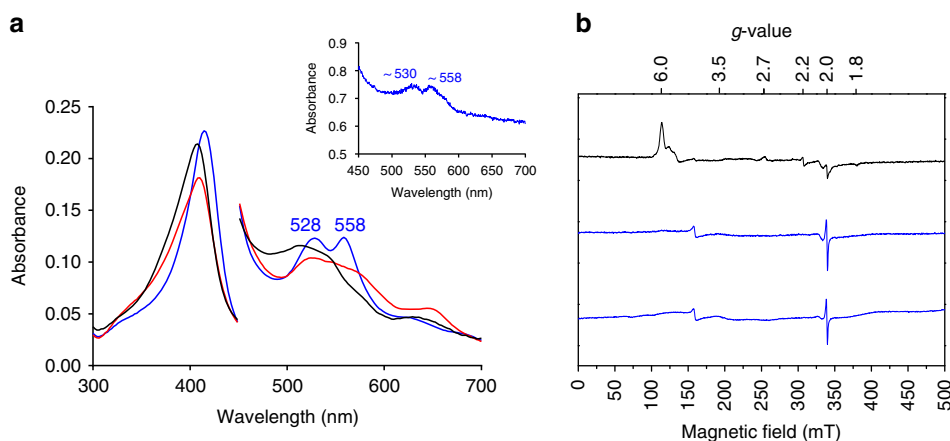 a
b
g-value
6.0 3.5 2.7 2.2 2.0 1.8
0.9
0.8
0.7
0.6
0.5
Absorbance
~530 ~558
450 500 550 600 650 700
Wavelength (nm)
0.25
0.20
0.15
0.10
0.05
0.00
Absorbance
528 558
300 400 500 600 700
Wavelength (nm)
0 50 100 150 200 250 300 350 400 450 500
Magnetic field (mT)